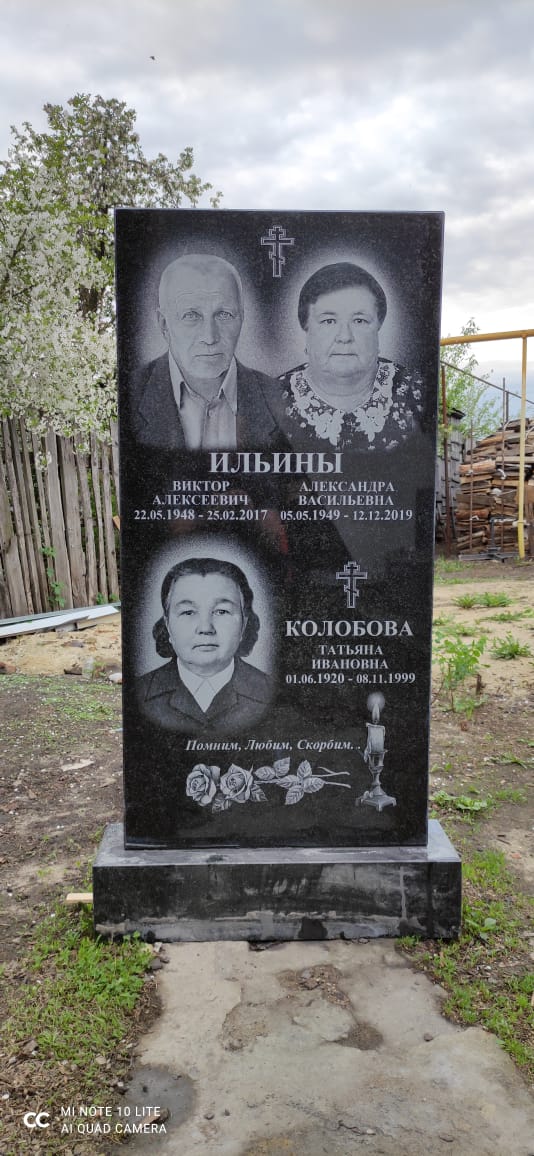 ИЛЬИНЫ
ВИКТОР
АЛЕКСЕЕВИЧ
22.05.1948 - 25.02.2017
АЛЕКСАНДРА
ВАСИЛЬЕВНА
05.05.1949 - 12.12.2019
КОЛОБОВА
ТАТЬЯНА
ИВАНОВНА
01.06.1920 - 08.11.1999
Помним, Любим, Скорбим. .
MI NOTE 10 LITE
AI QUAD CAMERA